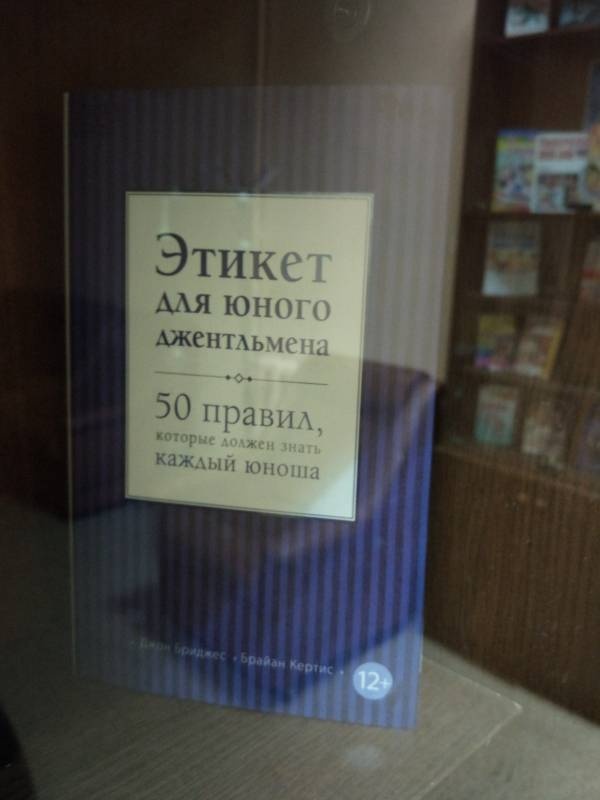 Этикет
для юного
джентльмена
50 правил,
которые должен знать
каждый юноша
• Джон Бриджес • Брайан Кертис •
12+